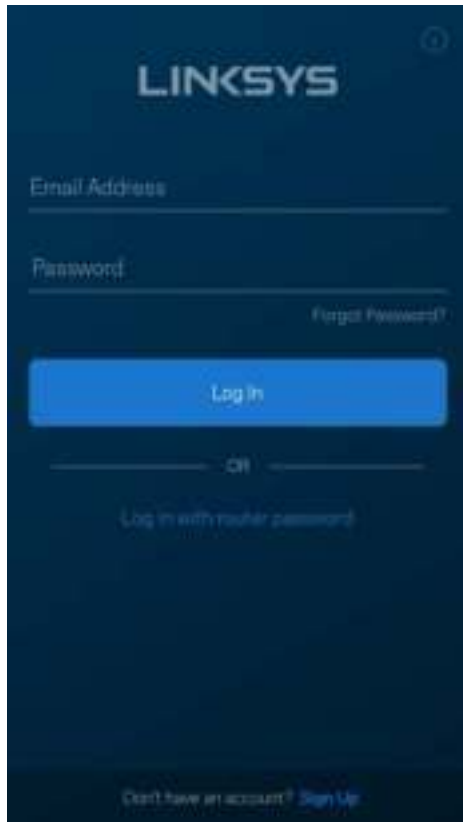 LINKSYS
Email Address
Password
Forgot Password?
Log In
OR
Log in with router password
Don't have an account? Sign Up